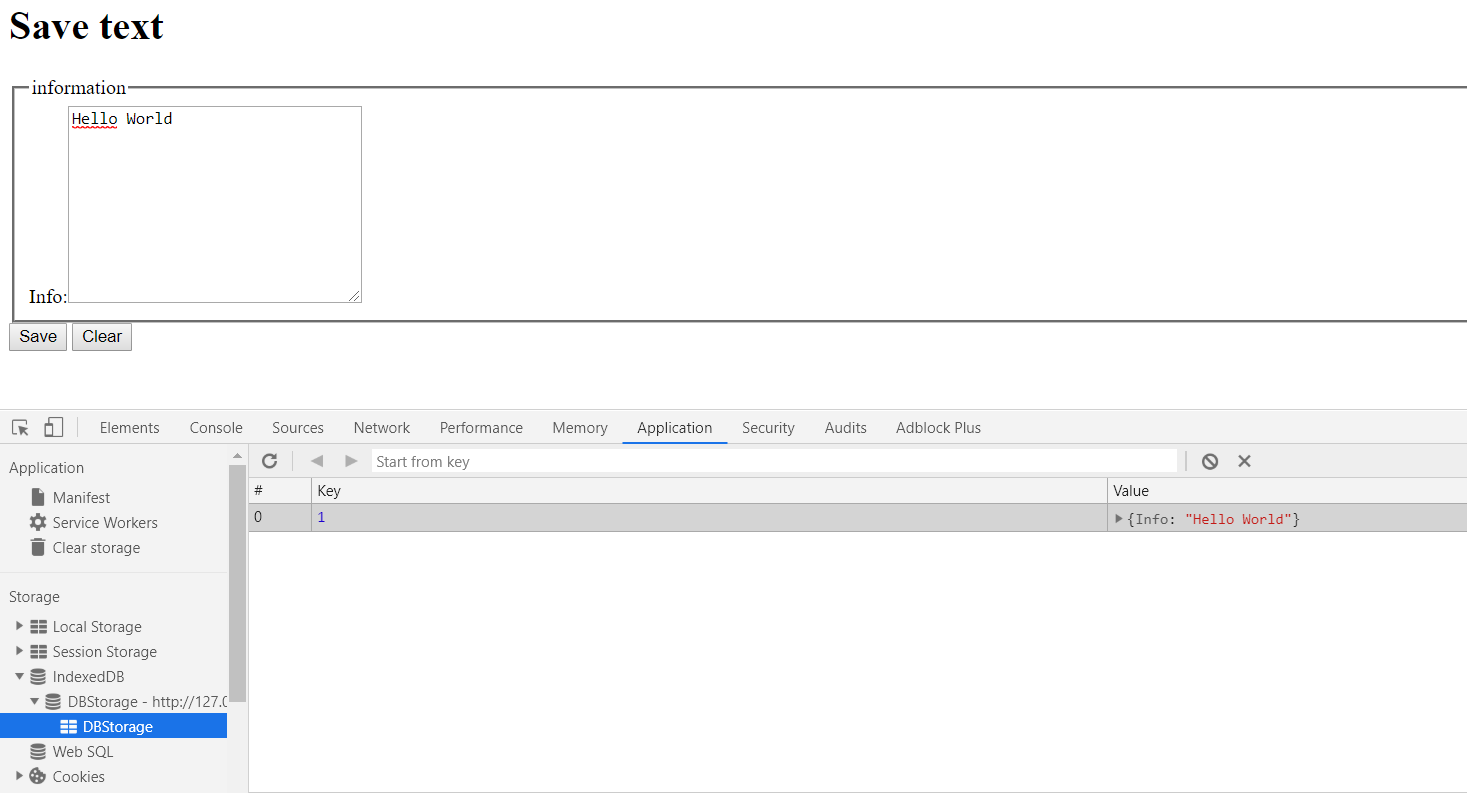 Save text
information
Hello World
Info:
Save Clear
Elements Console Sources Network Performance Memory Application Security Audits Adblock Plus
Application
Manifest
Service Workers
Clear storage
Storage
Local Storage
Session Storage
IndexedDB
DBStorage - http://127.0
DBStorage
Web SQL
Cookies
Start from key
# Key Value
0 1 {Info: "Hello World"}